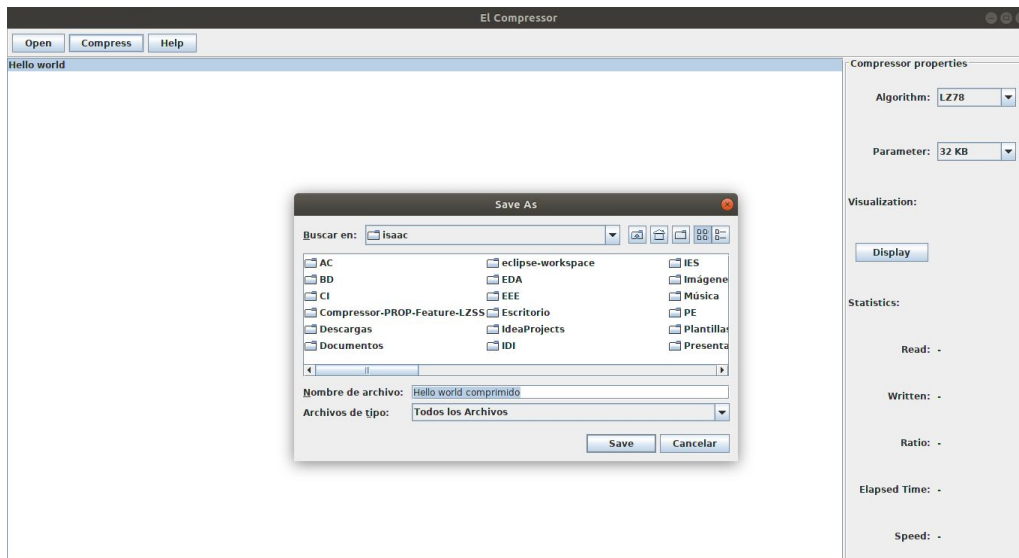 El Compressor
Open Compress Help
Hello world
Compressor properties
Algorithm: LZ78
Parameter: 32 KB
Visualization:
Display
Statistics:
Read: -
Written: -
Ratio: -
Elapsed Time: -
Speed: -
Save As
Buscar en: isaac
AC eclipse-workspace IES
BD EDA Imágene
CI EEE Música
Compressor-PROP-Feature-LZSS Escritorio PE
Descargas IdeaProjects Plantillas
Documentos IDI Presenta
Nombre de archivo: Hello world comprimido
Archivos de tipo: Todos los Archivos
Save Cancelar